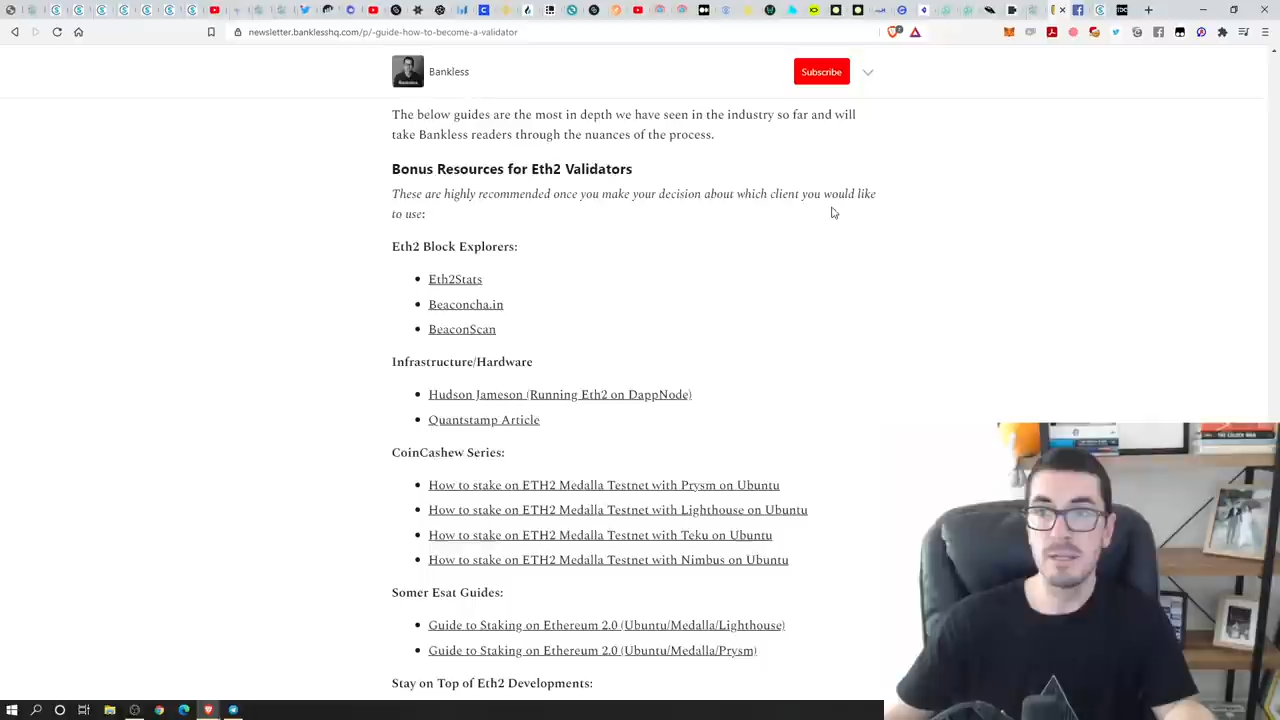 newsletter.banklesshq.com/p/-guide-how-to-become-a-validator
Bankless
Subscribe
The below guides are the most in depth we have seen in the industry so far and will
take Bankless readers through the nuances of the process.
Bonus Resources for Eth2 Validators
These are highly recommended once you make your decision about which client you would like
to use:
Eth2 Block Explorers:
Eth2Stats
Beaconcha.in
BeaconScan
Infrastructure/Hardware
Hudson Jameson (Running Eth2 on DappNode)
Quantstamp Article
CoinCashew Series:
How to stake on ETH2 Medalla Testnet with Prysm on Ubuntu
How to stake on ETH2 Medalla Testnet with Lighthouse on Ubuntu
How to stake on ETH2 Medalla Testnet with Teku on Ubuntu
How to stake on ETH2 Medalla Testnet with Nimbus on Ubuntu
Somer Esat Guides:
Guide to Staking on Ethereum 2.0 (Ubuntu/Medalla/Lighthouse)
Guide to Staking on Ethereum 2.0 (Ubuntu/Medalla/Prysm)
Stay on Top of Eth2 Developments: